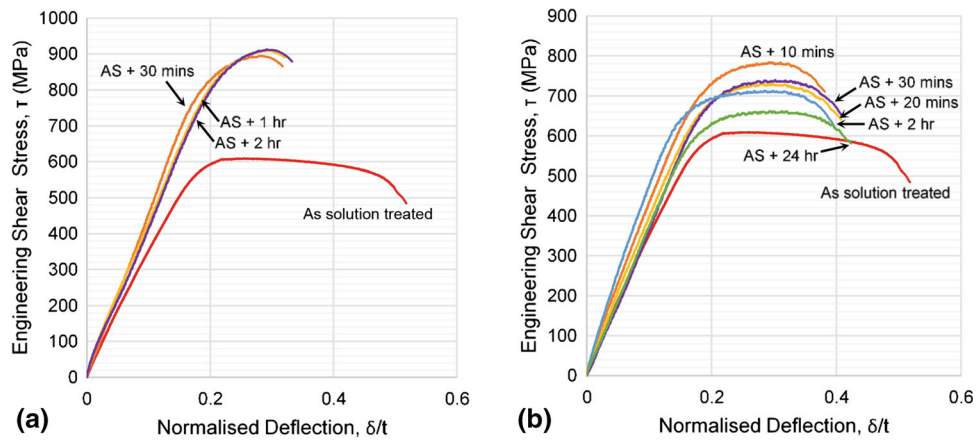 1000
900
800
700
600
500
400
300
200
100
0
Engineering Shear Stress, τ (MPa)
AS + 30 mins
AS + 1 hr
AS + 2 hr
As solution treated
0
0.2
0.4
0.6
Normalised Deflection, δ/t
(a)
900
800
700
600
500
400
300
200
100
0
Engineering Shear Stress, τ (MPa)
AS + 10 mins
AS + 30 mins
AS + 20 mins
AS + 2 hr
AS + 24 hr
As solution treated
0
0.2
0.4
0.6
Normalised Deflection, δ/t
(b)